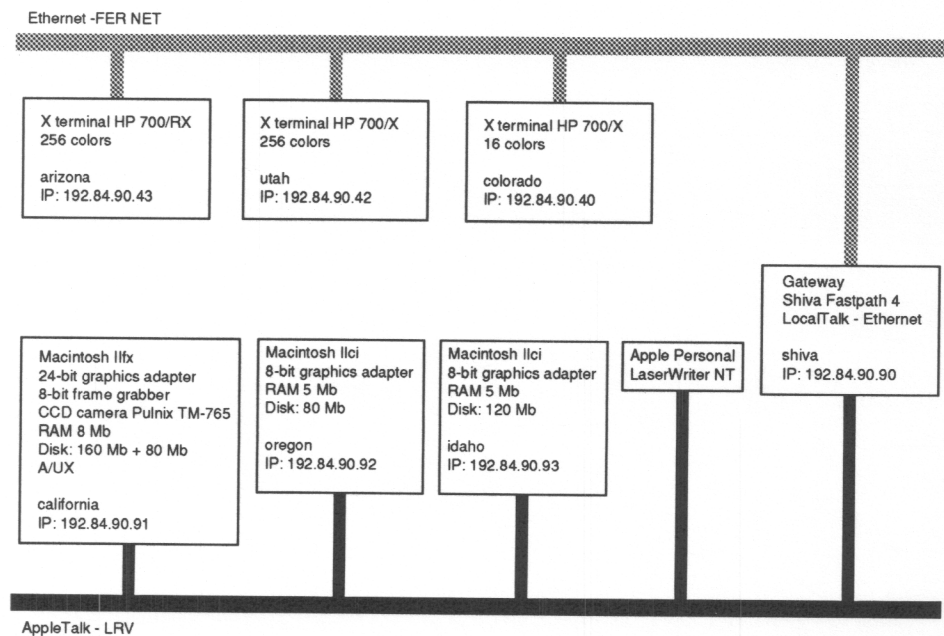 Ethernet -FER NET
X terminal HP 700/RX
256 colors
arizona
IP: 192.84.90.43
X terminal HP 700/X
256 colors
utah
IP: 192.84.90.42
X terminal HP 700/X
16 colors
colorado
IP: 192.84.90.40
Gateway
Shiva Fastpath 4
LocalTalk - Ethernet
shiva
IP: 192.84.90.90
Macintosh IIfx
24-bit graphics adapter
8-bit frame grabber
CCD camera Pulnix TM-765
RAM 8 Mb
Disk: 160 Mb + 80 Mb
A/UX
california
IP: 192.84.90.91
Macintosh IIci
8-bit graphics adapter
RAM 5 Mb
Disk: 80 Mb
oregon
IP: 192.84.90.92
Macintosh IIci
8-bit graphics adapter
RAM 5 Mb
Disk: 120 Mb
idaho
IP: 192.84.90.93
Apple Personal
LaserWriter NT
AppleTalk - LRV